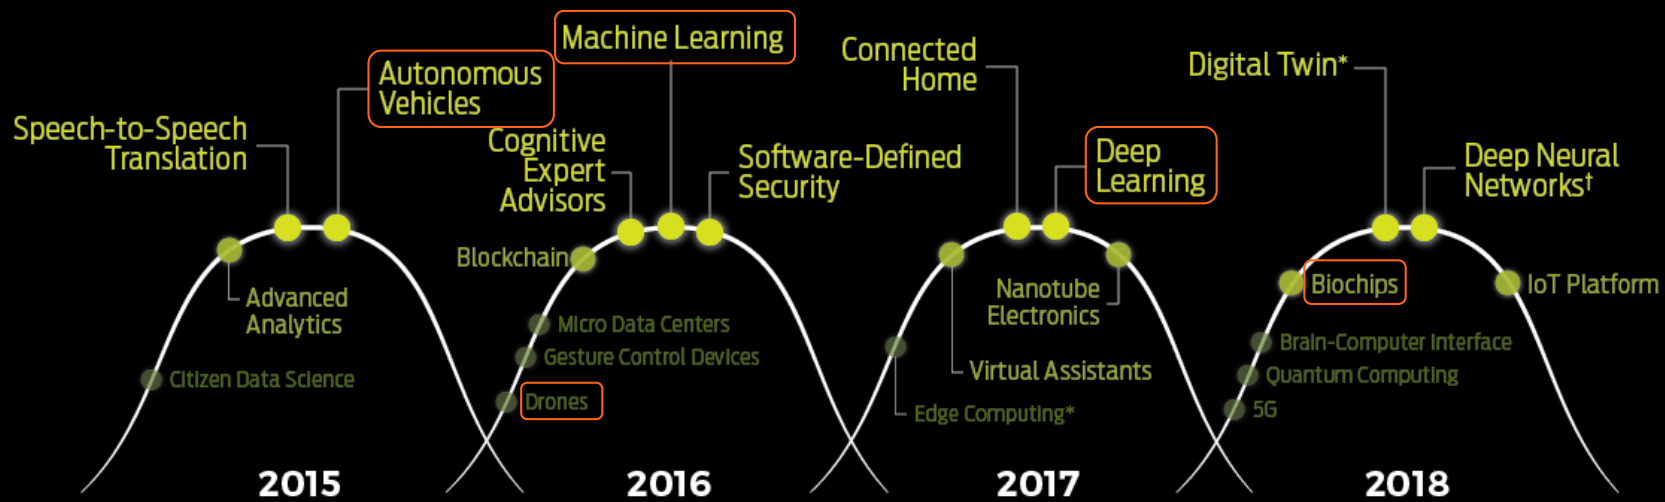 Speech-to-Speech
Translation
Autonomous
Vehicles
Advanced
Analytics
Citizen Data Science
2015
Machine Learning
Cognitive
Expert
Advisors
Software-Defined
Security
Blockchain
Micro Data Centers
Gesture Control Devices
Drones
2016
Connected
Home
Deep
Learning
Nanotube
Electronics
Virtual Assistants
Edge Computing*
2017
Digital Twin*
Deep Neural
Networks†
Biochips
IoT Platform
Brain-Computer Interface
Quantum Computing
5G
2018